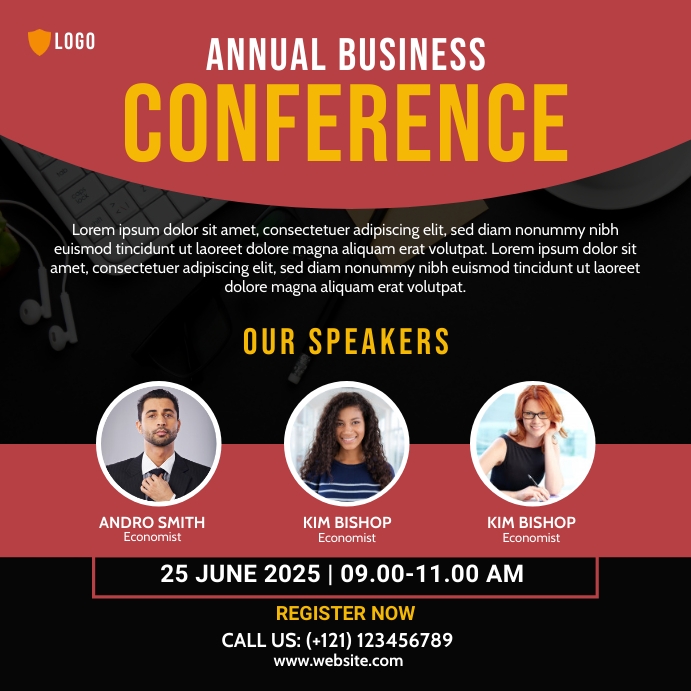 LOGO
ANNUAL BUSINESS
CONFERENCE
Lorem ipsum dolor sit amet, consectetuer adipiscing elit, sed diam nonummy nibh
euismod tincidunt ut laoreet dolore magna aliquam erat volutpat. Lorem ipsum dolor sit
amet, consectetuer adipiscing elit, sed diam nonummy nibh euismod tincidunt ut laoreet
dolore magna aliquam erat volutpat.
OUR SPEAKERS
ANDRO SMITH
Economist
KIM BISHOP
Economist
KIM BISHOP
Economist
25 JUNE 2025 | 09.00-11.00 AM
REGISTER NOW
CALL US: (+121) 123456789
www.website.com